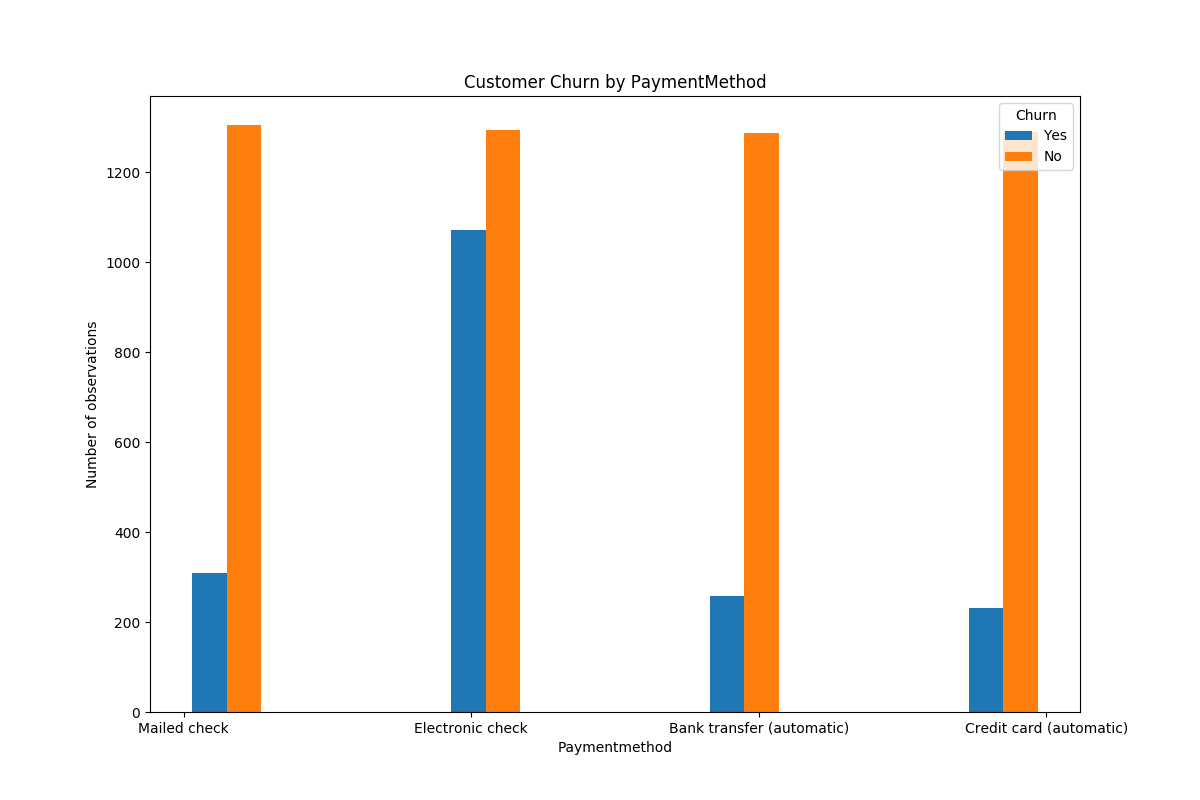 Customer Churn by PaymentMethod
Churn
Yes
No
1200
1000
800
600
400
200
0
Number of observations
Mailed check
Electronic check
Bank transfer (automatic)
Credit card (automatic)
Paymentmethod